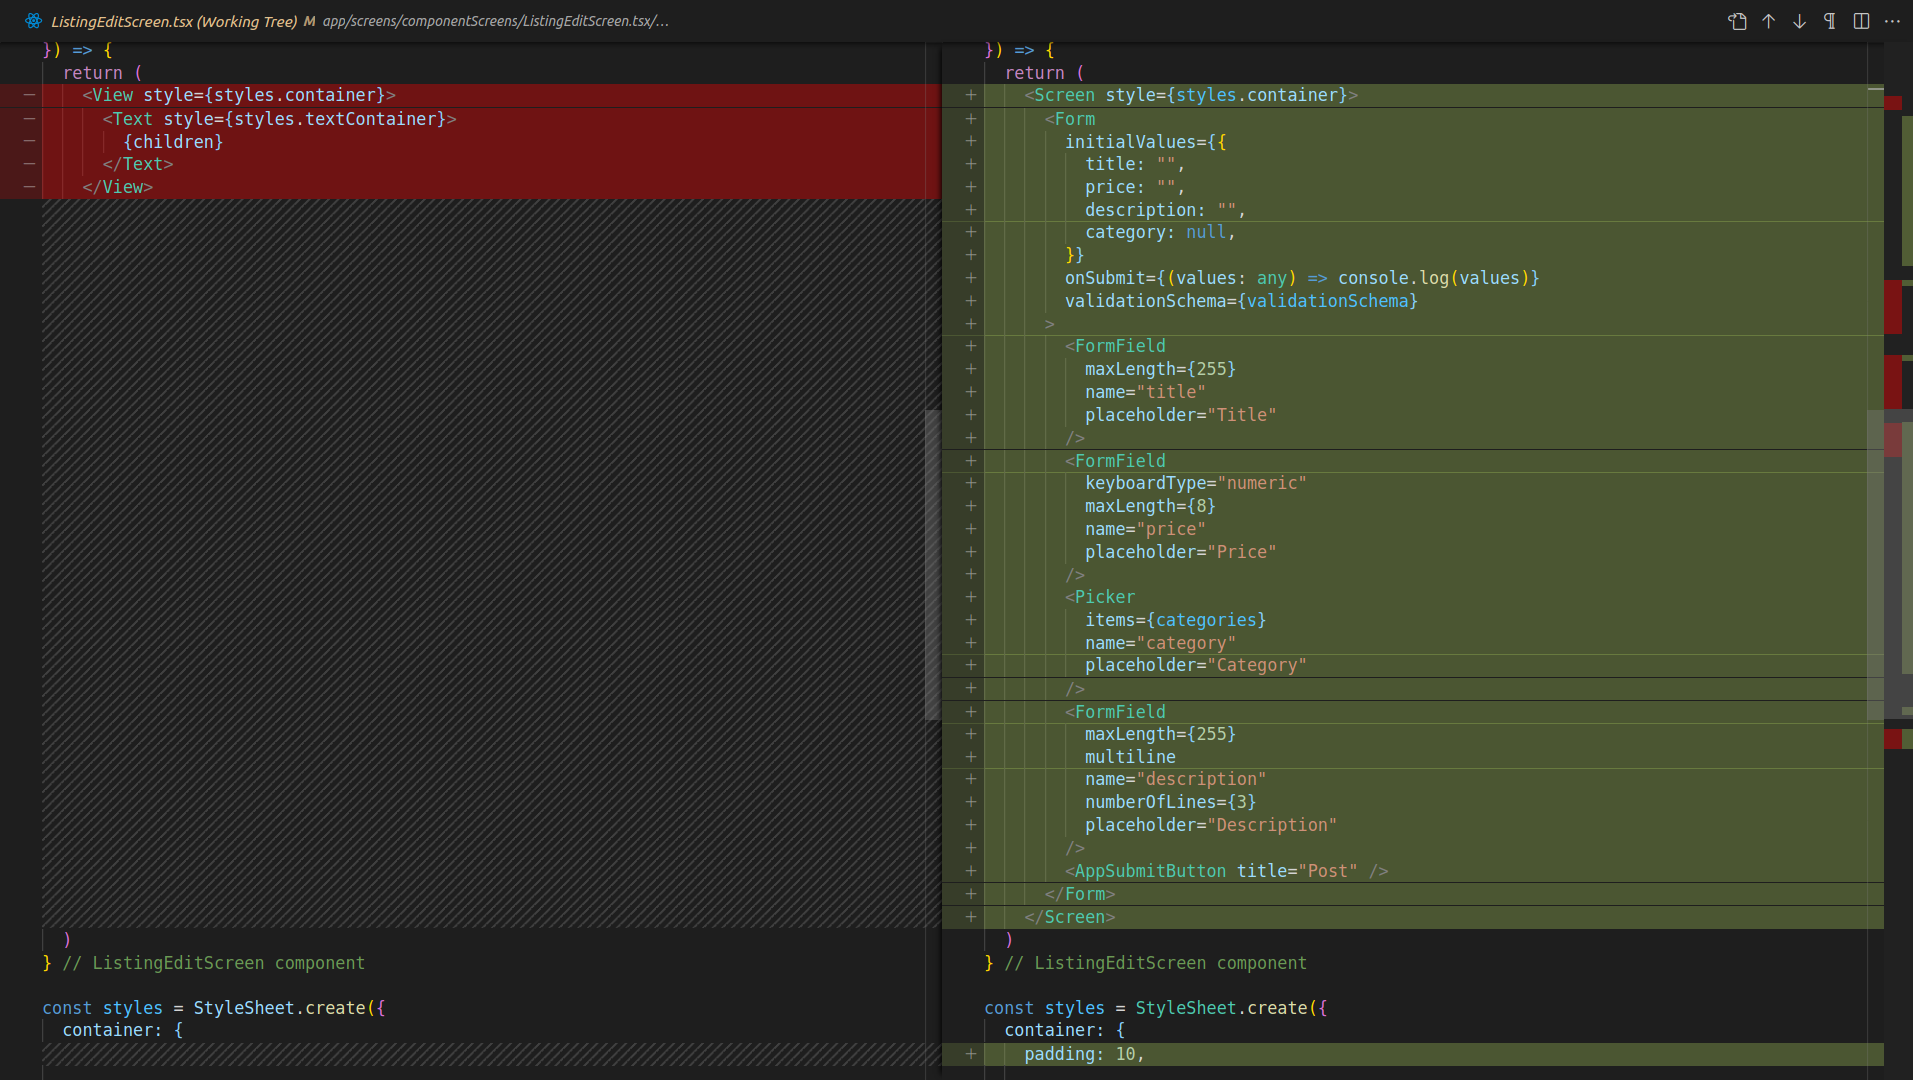 ListingEditScreen.tsx (Working Tree) M app/screens/componentScreens/ListingEditScreen.tsx/...
}) => {
  return (
    <View style={styles.container}>
      <Text style={styles.textContainer}>
        {children}
      </Text>
    </View>
  )
} // ListingEditScreen component

const styles = StyleSheet.create({
  container: {
}) => {
  return (
    <Screen style={styles.container}>
      <Form
        initialValues={{
          title: "",
          price: "",
          description: "",
          category: null,
        }}
        onSubmit={(values: any) => console.log(values)}
        validationSchema={validationSchema}
      >
        <FormField
          maxLength={255}
          name="title"
          placeholder="Title"
        />
        <FormField
          keyboardType="numeric"
          maxLength={8}
          name="price"
          placeholder="Price"
        />
        <Picker
          items={categories}
          name="category"
          placeholder="Category"
        />
        <FormField
          maxLength={255}
          multiline
          name="description"
          numberOfLines={3}
          placeholder="Description"
        />
        <AppSubmitButton title="Post" />
      </Form>
    </Screen>
  )
} // ListingEditScreen component

const styles = StyleSheet.create({
  container: {
    padding: 10,